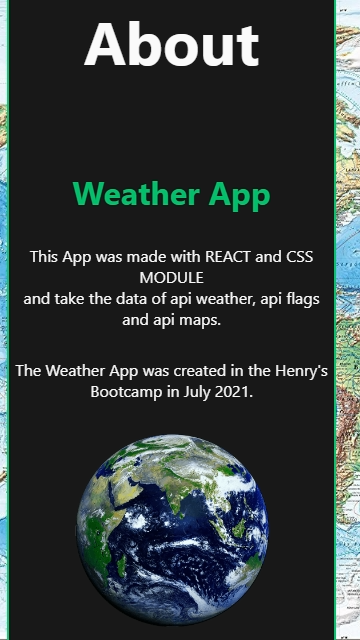 About
Weather App
This App was made with REACT and CSS
MODULE
and take the data of api weather, api flags
and api maps.
The Weather App was created in the Henry's
Bootcamp in July 2021.